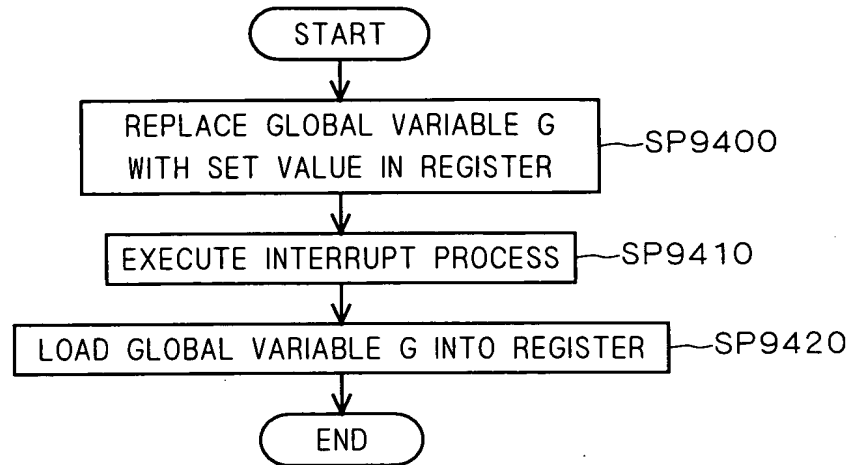 START
REPLACE GLOBAL VARIABLE G
WITH SET VALUE IN REGISTER
SP9400
EXECUTE INTERRUPT PROCESS
SP9410
LOAD GLOBAL VARIABLE G INTO REGISTER
SP9420
END